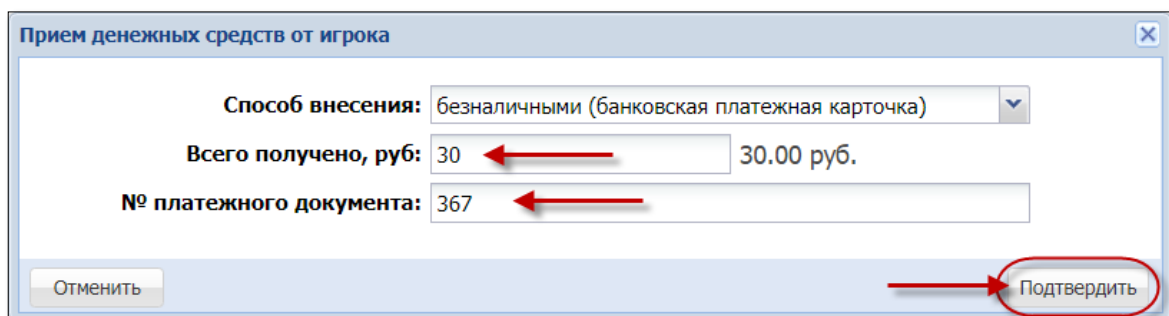 Прием денежных средств от игрока
Способ внесения: безналичными (банковская платежная карточка)
Всего получено, руб: 30 30.00 руб.
№ платежного документа: 367
Отменить Подтвердить